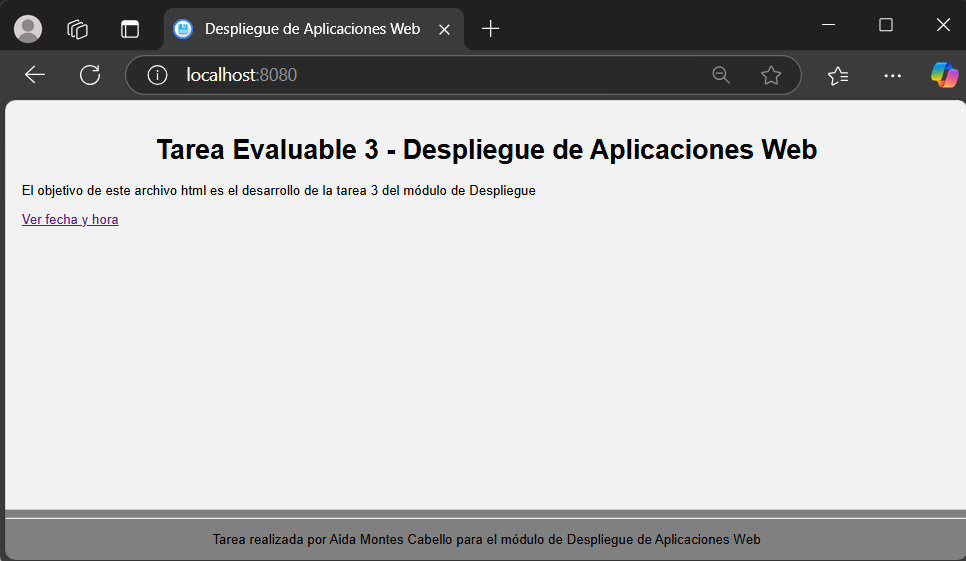 Despliegue de Aplicaciones Web
localhost:8080
Tarea Evaluable 3 - Despliegue de Aplicaciones Web
El objetivo de este archivo html es el desarrollo de la tarea 3 del módulo de Despliegue
Ver fecha y hora
Tarea realizada por Aida Montes Cabello para el módulo de Despliegue de Aplicaciones Web